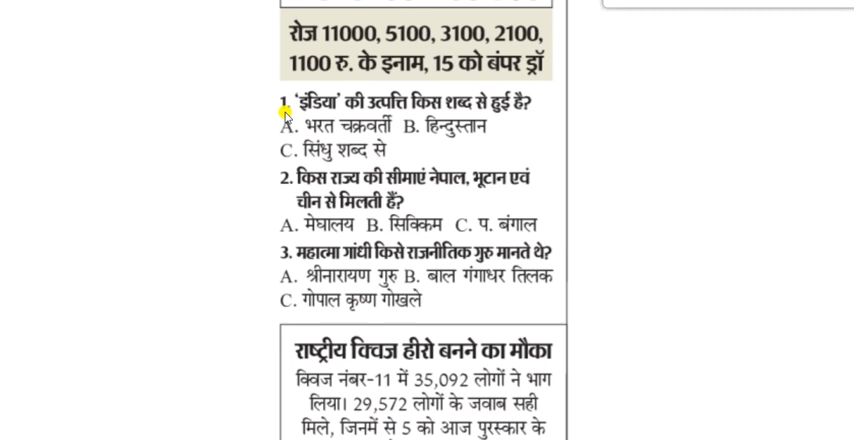 रोज 11000, 5100, 3100, 2100,
1100 रु. के इनाम, 15 को बंपर ड्रॉ
1. 'इंडिया' की उत्पत्ति किस शब्द से हुई है?
A. भरत चक्रवर्ती B. हिन्दुस्तान
C. सिंधु शब्द से
2. किस राज्य की सीमाएं नेपाल, भूटान एवं
चीन से मिलती हैं?
A. मेघालय B. सिक्किम C. प. बंगाल
3. महात्मा गांधी किसे राजनीतिक गुरु मानते थे?
A. श्रीनारायण गुरु B. बाल गंगाधर तिलक
C. गोपाल कृष्ण गोखले
राष्ट्रीय क्विज हीरो बनने का मौका
क्विज नंबर-11 में 35,092 लोगों ने भाग
लिया। 29,572 लोगों के जवाब सही
मिले, जिनमें से 5 को आज पुरस्कार के